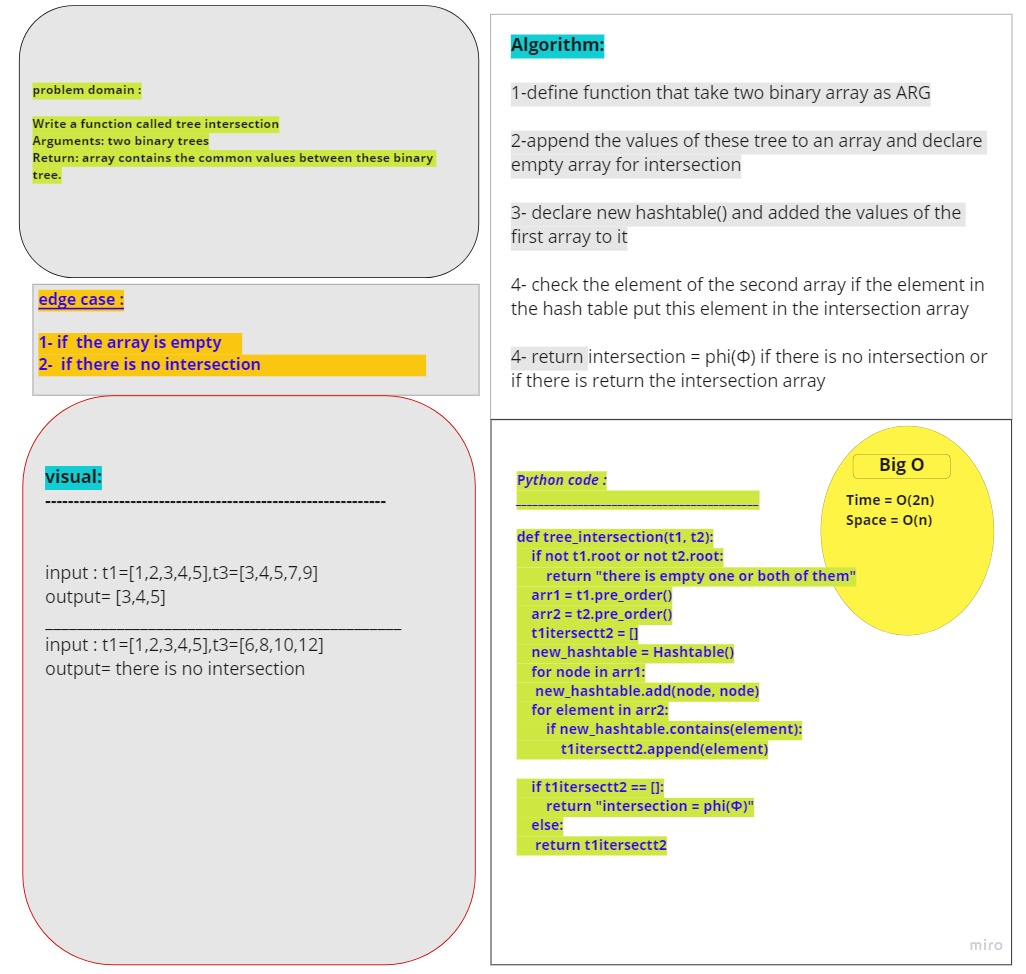 problem domain :
Write a function called tree intersection
Arguments: two binary trees
Return: array contains the common values between these binary
tree.
edge case :
1- if  the array is empty
2-  if there is no intersection
visual:
------------------------------------------------------------
input : t1=[1,2,3,4,5],t3=[3,4,5,7,9]
output= [3,4,5]
____________________________________________
input : t1=[1,2,3,4,5],t3=[6,8,10,12]
output= there is no intersection
Algorithm:
1-define function that take two binary array as ARG
2-append the values of these tree to an array and declare
empty array for intersection
3- declare new hashtable() and added the values of the
first array to it
4- check the element of the second array if the element in
the hash table put this element in the intersection array
4- return intersection = phi(Φ) if there is no intersection or
if there is return the intersection array
Big O
Time = O(2n)
Space = O(n)
Python code :
____________________________________
def tree_intersection(t1, t2):
    if not t1.root or not t2.root:
        return "there is empty one or both of them"
    arr1 = t1.pre_order()
    arr2 = t2.pre_order()
    t1itersectt2 = []
    new_hashtable = Hashtable()
    for node in arr1:
     new_hashtable.add(node, node)
    for element in arr2:
        if new_hashtable.contains(element):
            t1itersectt2.append(element)
    if t1itersectt2 == []:
        return "intersection = phi(Φ)"
    else:
     return t1itersectt2
miro